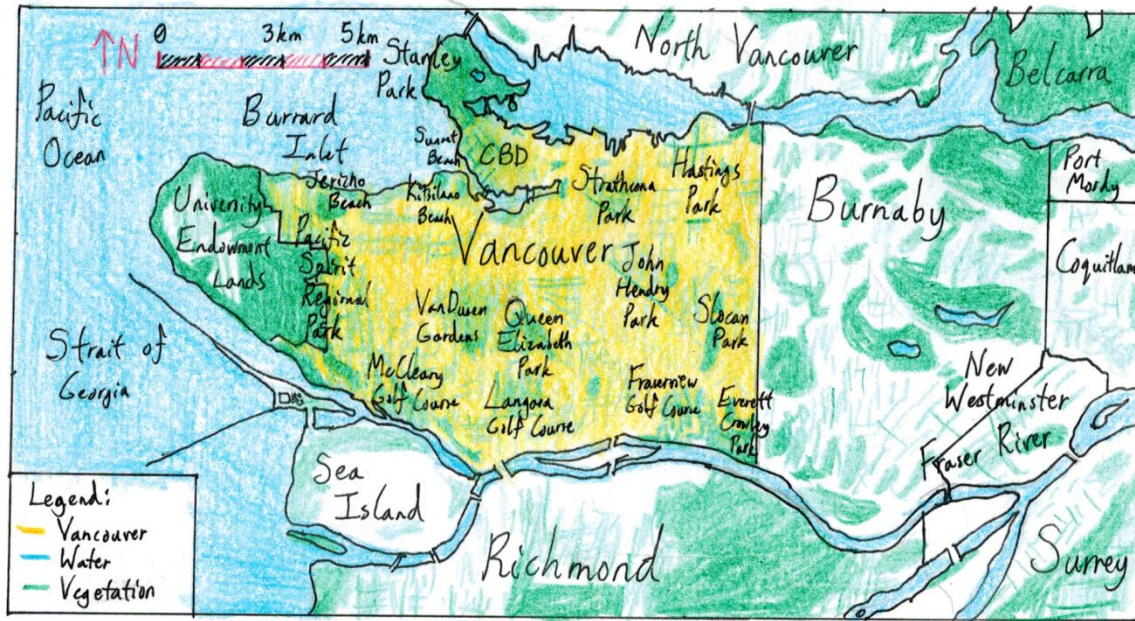 ↑N
0 3km 5km
Stanley
Park
North Vancouver
Belcarra
Pacific
Ocean
Burrard
Inlet
Sunset
Beach
CBD
Port
Moody
Jericho
Beach
Kitsilano
Beach
Strathcona
Park
Hastings
Park
Burnaby
University
Endowment
Lands
Pacific
Spirit
Regional
Park
Vancouver
John
Hendry
Park
Coquitlam
VanDusen
Gardens
Queen
Elizabeth
Park
Slocan
Park
Strait of
Georgia
McCleary
Golf Course
Langara
Golf Course
Fraserview
Golf Course
Everett
Crowley
Park
New
Westminster
Fraser River
Sea
Island
Richmond
Surrey
Legend:
Vancouver
Water
Vegetation